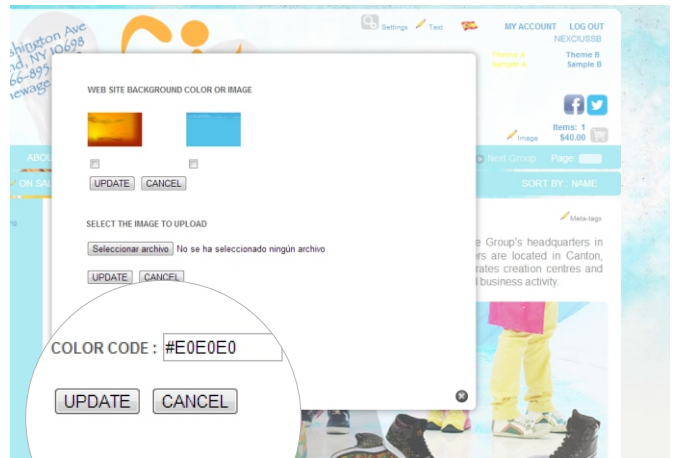 shington Ave
nd, NY 10698
66-895
newage
Settings
Text
MY ACCOUNT LOG OUT
NEXCIUSSB
Theme A Theme B
Sample A Sample B
WEB SITE BACKGROUND COLOR OR IMAGE
Image
Items: 1
$40.00
ABO
Next Group Page:
UPDATE CANCEL
ON SAL
SORT BY : NAME
SELECT THE IMAGE TO UPLOAD
Meta-tags
Seleccionar archivo No se ha seleccionado ningún archivo
e Group's headquarters in
rs are located in Canton,
rates creation centres and
l business activity.
UPDATE CANCEL
COLOR CODE : #E0E0E0
UPDATE CANCEL